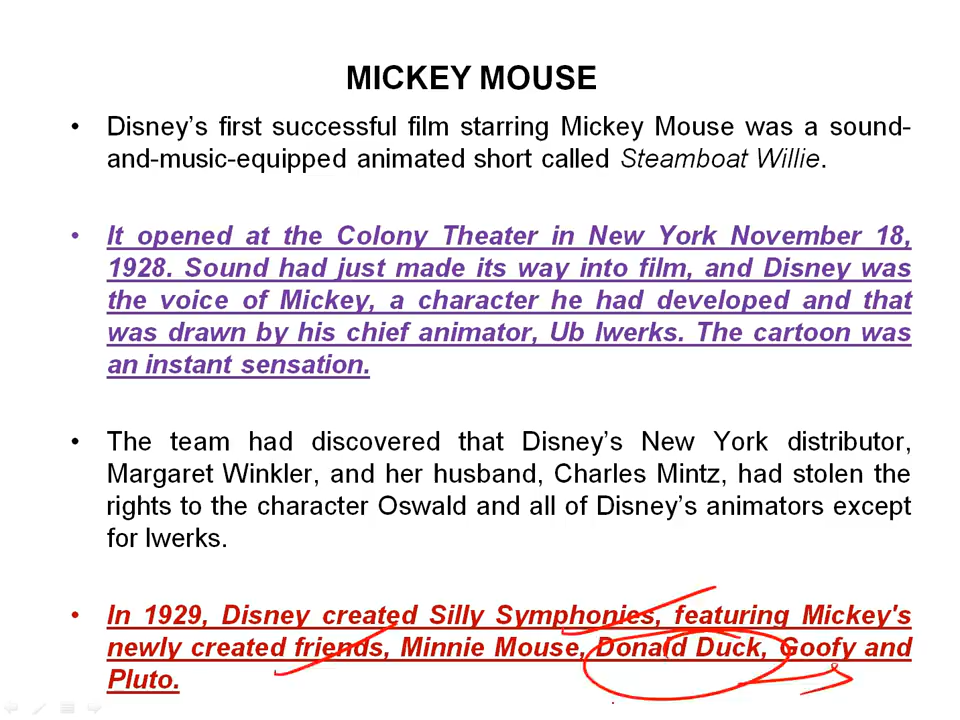 MICKEY MOUSE
• Disney’s first successful film starring Mickey Mouse was a sound-
and-music-equipped animated short called Steamboat Willie.
• It opened at the Colony Theater in New York November 18,
1928. Sound had just made its way into film, and Disney was
the voice of Mickey, a character he had developed and that
was drawn by his chief animator, Ub Iwerks. The cartoon was
an instant sensation.
• The team had discovered that Disney’s New York distributor,
Margaret Winkler, and her husband, Charles Mintz, had stolen the
rights to the character Oswald and all of Disney’s animators except
for Iwerks.
• In 1929, Disney created Silly Symphonies, featuring Mickey's
newly created friends, Minnie Mouse, Donald Duck, Goofy and
Pluto.